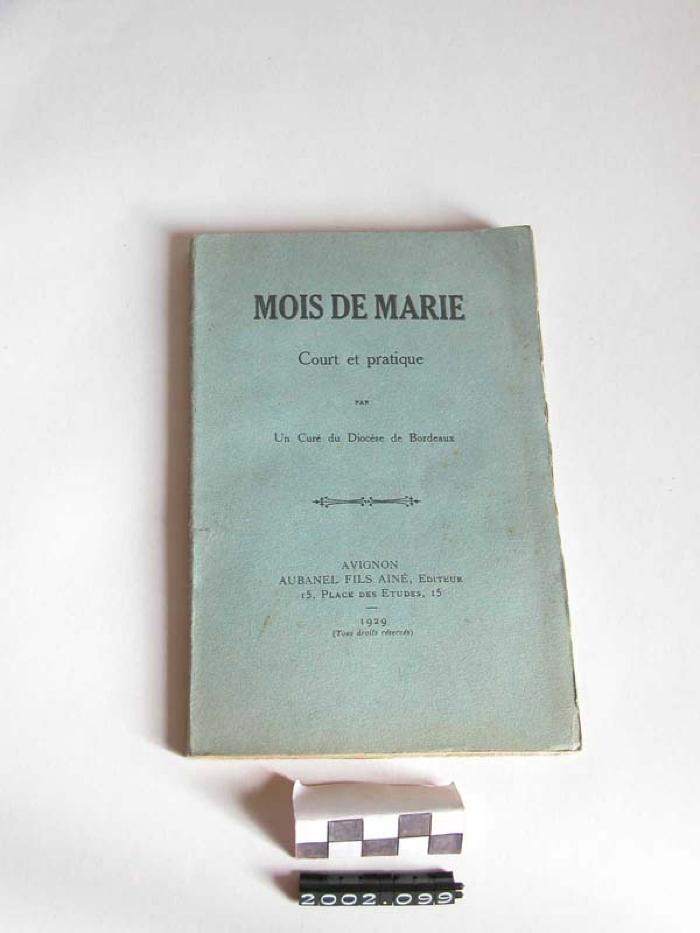 MOIS DE MARIE
Court et pratique
PAR
Un Curé du Diocèse de Bordeaux
AVIGNON
AUBANEL FILS AINÉ, Editeur
15, Place des Etudes, 15
1929
(Tous droits réservés)
2002.099